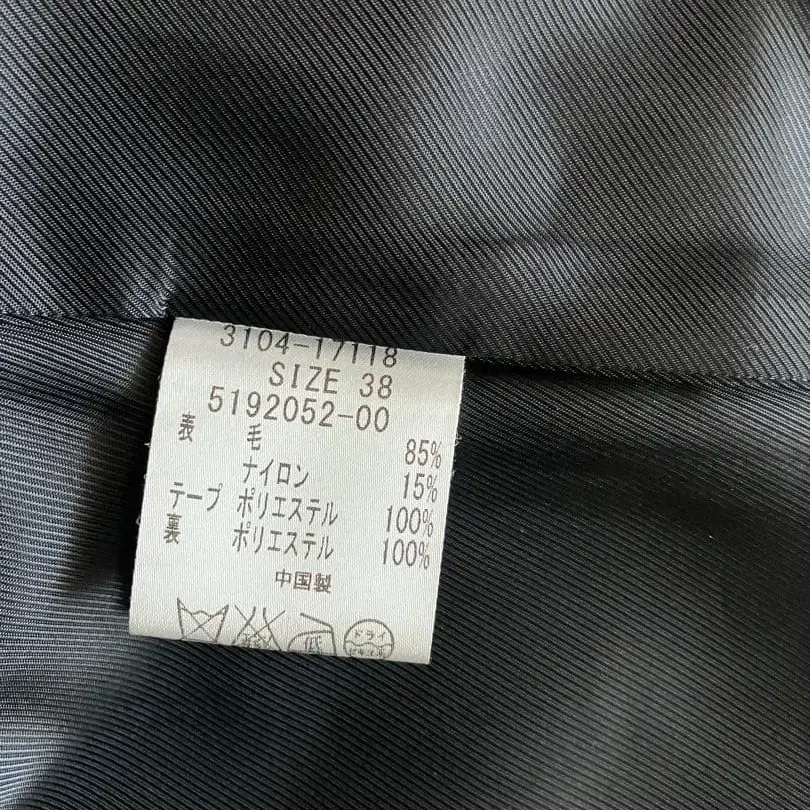 3104-17118
SIZE 38
5192052-00
表 毛 85%
ナイロン 15%
テープ ポリエステル 100%
裏 ポリエステル 100%
中国製
低
ドライ